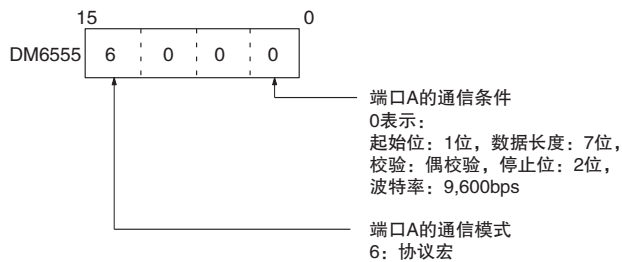 15 0
DM6555 6 0 0 0
端口A的通信条件
0表示：
起始位：1位，数据长度：7位，
校验：偶校验，停止位：2位，
波特率：9,600bps
端口A的通信模式
6：协议宏